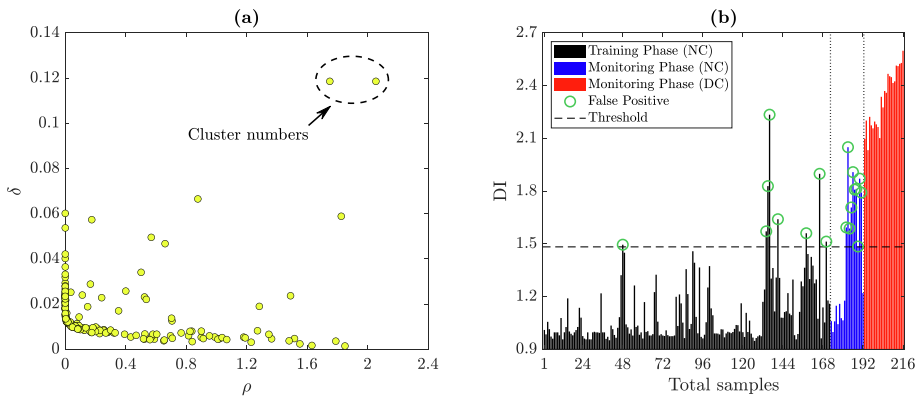 (a)
0.14
0.12
0.1
0.08
0.06
0.04
0.02
0
δ
Cluster numbers
0 0.4 0.8 1.2 1.6 2 2.4
ρ
(b)
2.7
2.4
2.1
1.8
1.5
1.2
0.9
DI
Training Phase (NC)
Monitoring Phase (NC)
Monitoring Phase (DC)
False Positive
Threshold
1 24 48 72 96 120 144 168 192 216
Total samples